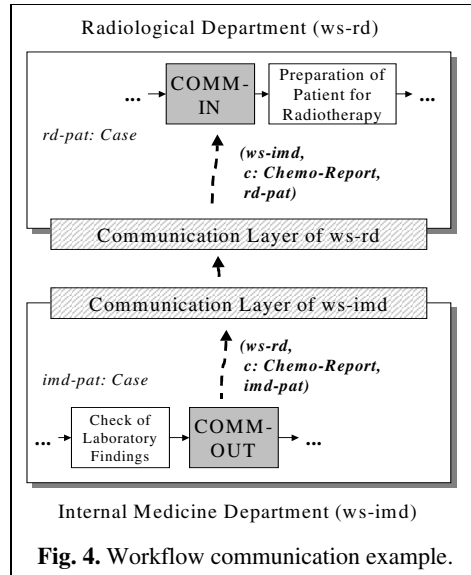 Radiological Department (ws-rd)
... COMM-IN
Preparation of
Patient for
Radiotherapy
...
rd-pat: Case
(ws-imd,
c: Chemo-Report,
rd-pat)
Communication Layer of ws-rd
Communication Layer of ws-imd
(ws-rd,
c: Chemo-Report,
imd-pat)
imd-pat: Case
...
Check of
Laboratory
Findings
COMM-
OUT
...
Internal Medicine Department (ws-imd)
Fig. 4. Workflow communication example.